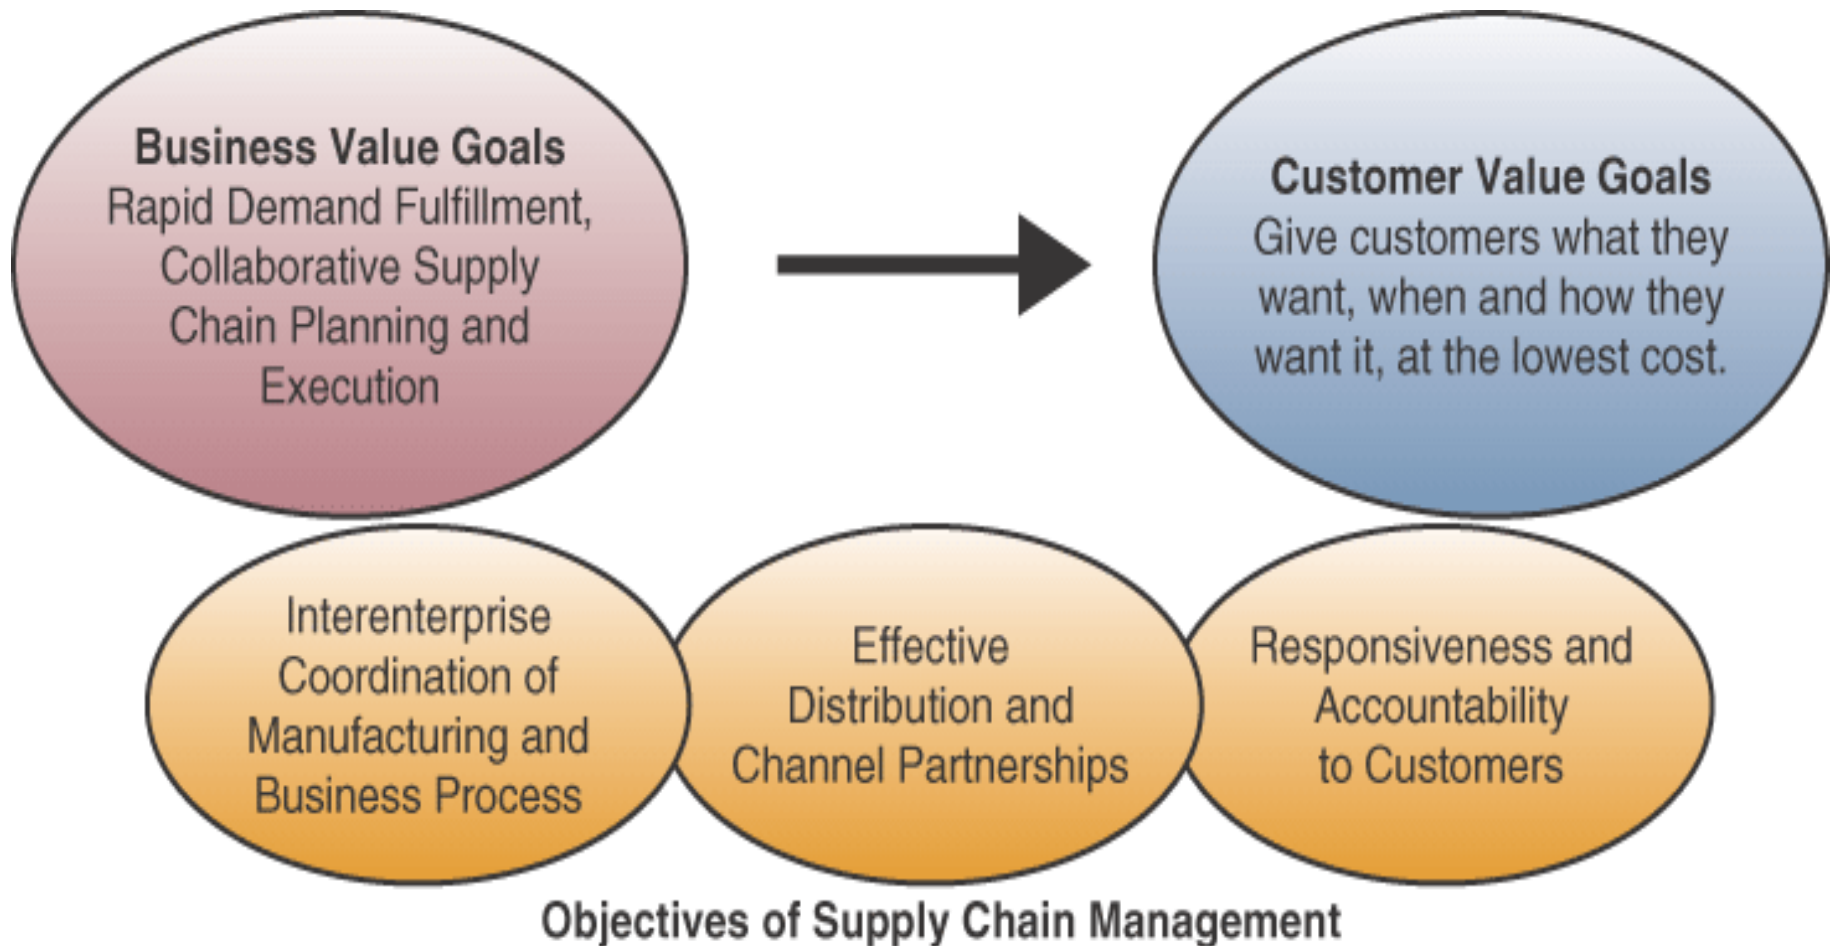 Business Value Goals
Rapid Demand Fulfillment,
Collaborative Supply
Chain Planning and
Execution
Customer Value Goals
Give customers what they
want, when and how they
want it, at the lowest cost.
Interenterprise
Coordination of
Manufacturing and
Business Process
Effective
Distribution and
Channel Partnerships
Responsiveness and
Accountability
to Customers
Objectives of Supply Chain Management